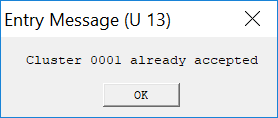 Entry Message (U 13)
Cluster 0001 already accepted
OK